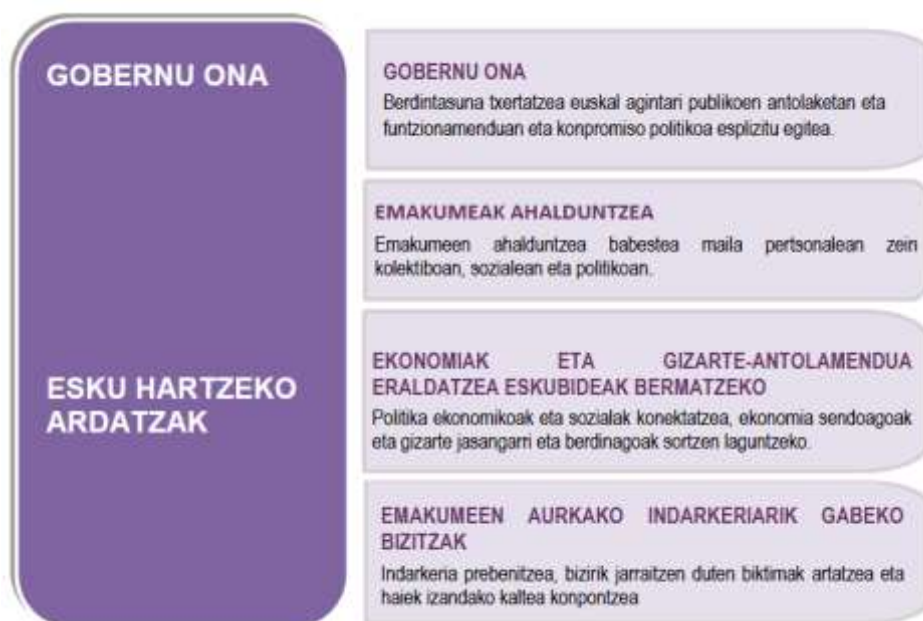 GOBERNU ONA
GOBERNU ONA
Berdintasuna txertatzea euskal agintari publikoen antolaketan eta
funtzionamenduan eta konpromiso politikoa esplizitu egitea.
EMAKUMEAK AHALDUNTZEA
Emakumeen ahalduntzea babestea maila pertsonalean zein
kolektiboan, sozialean eta politikoan.
ESKU HARTZEKO
ARDATZAK
EKONOMIAK ETA GIZARTE-ANTOLAMENDUA
ERALDATZEA ESKUBIDEAK BERMATZEKO
Politika ekonomikoak eta sozialak konektatzea, ekonomia sendoagoak
eta gizarte jasangarri eta berdinagoak sortzen laguntzeko.
EMAKUMEEN AURKAKO INDARKERIARIK GABEKO
BIZITZAK
Indarkeria prebenitzea, bizirik jarraitzen duten biktimak artatzea eta
haiek izandako kaltea konpontzea